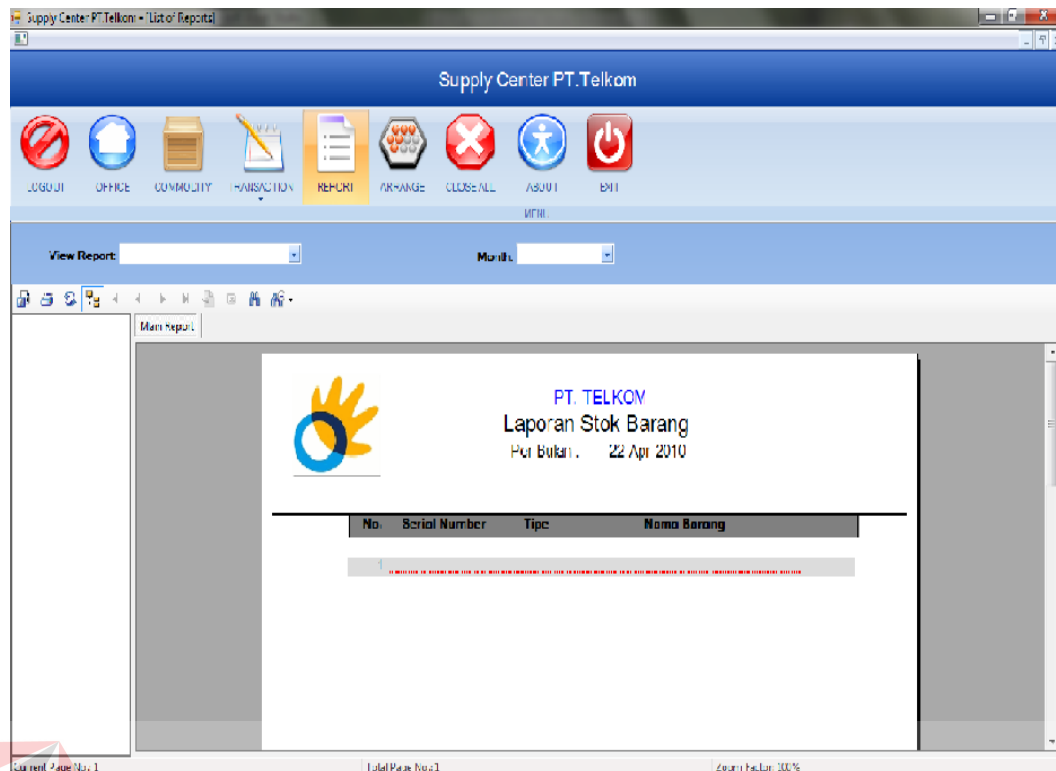 Supply Center PT.Telkom - [List of Reports]
Supply Center PT.Telkom
LOGOUT OFFICE COMMODITY TRANSACTION REPORT ARRANGE CLOSE ALL ABOUT EXIT
MENU
View Report: Month:
Main Report
PT. TELKOM
Laporan Stok Barang
Per Bulan : 22 Apr 2010
No. Serial Number Tipe Nama Barang
1
Current Page No.: 1 Total Page No.: 1 Zoom Factor: 100%